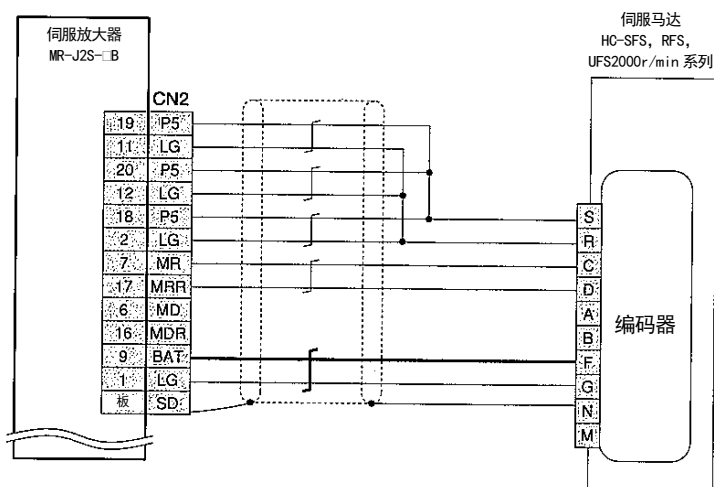 伺服放大器
MR-J2S-□B
伺服马达
HC-SFS, RFS,
UFS2000r/min 系列
CN2
19 P5
11 LG
20 P5
12 LG
18 P5
2 LG
7 MR
17 MRR
6 MD
16 MDR
9 BAT
1 LG
板 SD
S
R
C
D
A
B
F
G
N
M
编码器